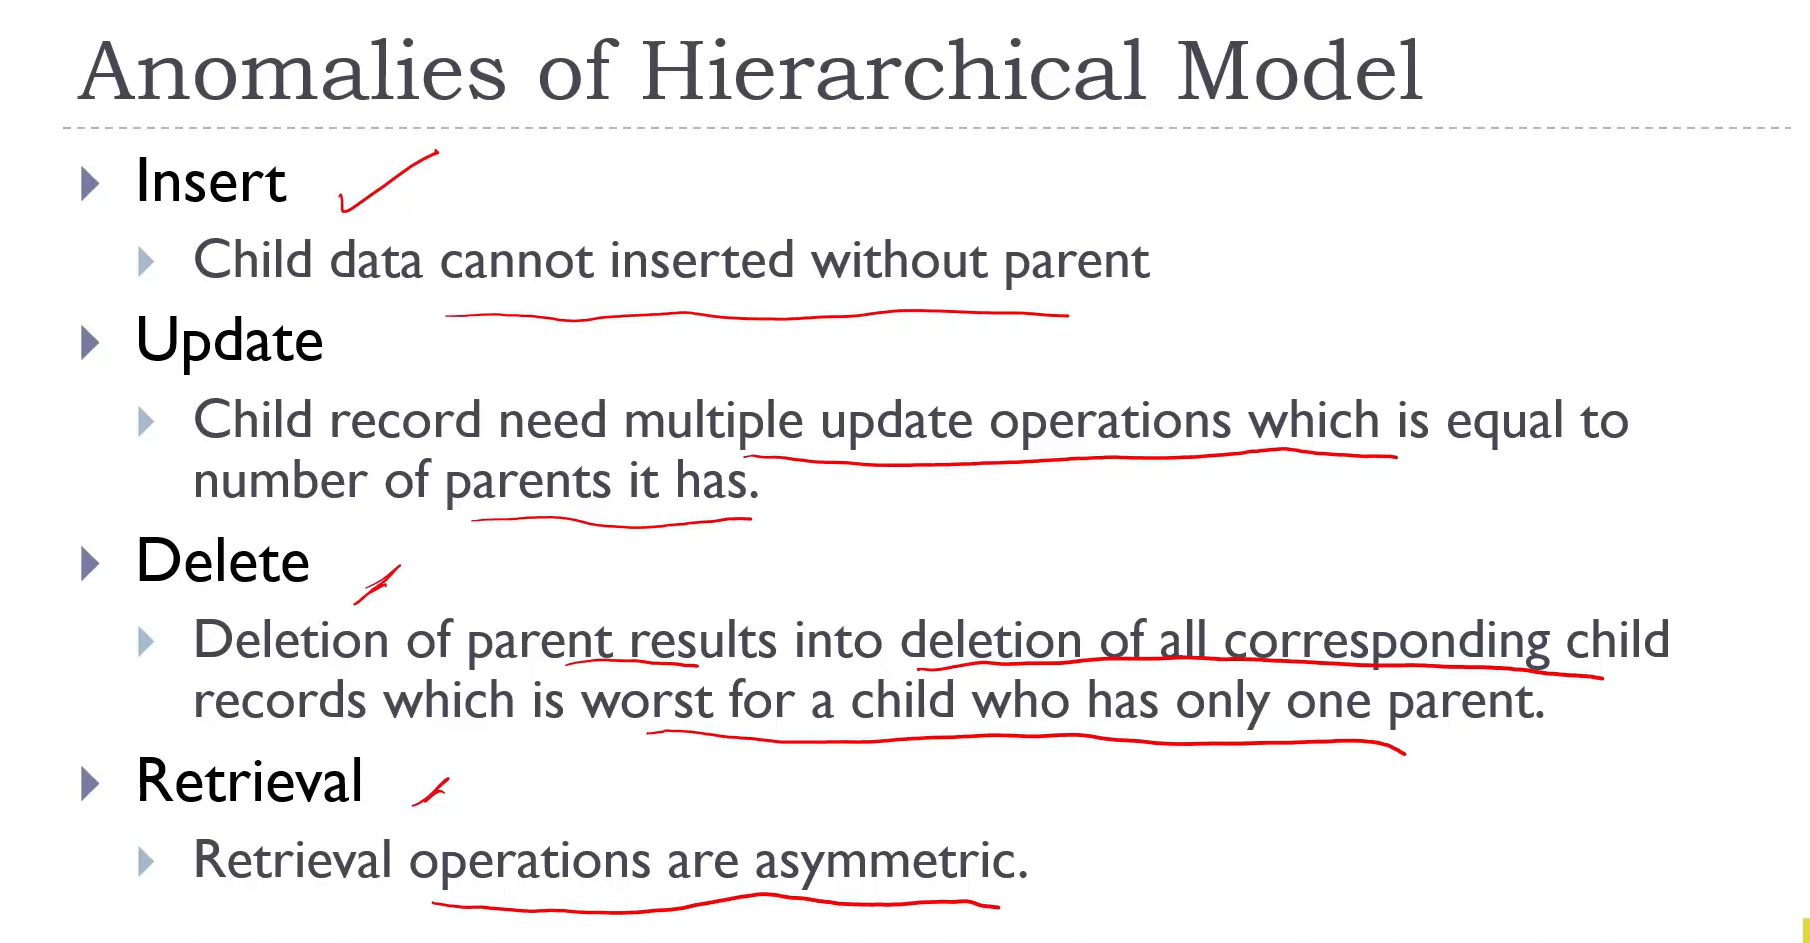 Anomalies of Hierarchical Model
Insert
Child data cannot inserted without parent
Update
Child record need multiple update operations which is equal to
number of parents it has.
Delete
Deletion of parent results into deletion of all corresponding child
records which is worst for a child who has only one parent.
Retrieval
Retrieval operations are asymmetric.